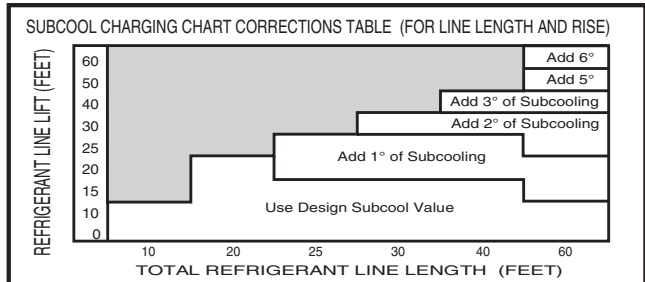 SUBCOOL CHARGING CHART CORRECTIONS TABLE (FOR LINE LENGTH AND RISE)
REFRIGERANT LINE LIFT (FEET)
60
50
40
30
25
20
15
10
0
Add 6°
Add 5°
Add 3° of Subcooling
Add 2° of Subcooling
Add 1° of Subcooling
Use Design Subcool Value
10 20 25 30 40 60
TOTAL REFRIGERANT LINE LENGTH (FEET)